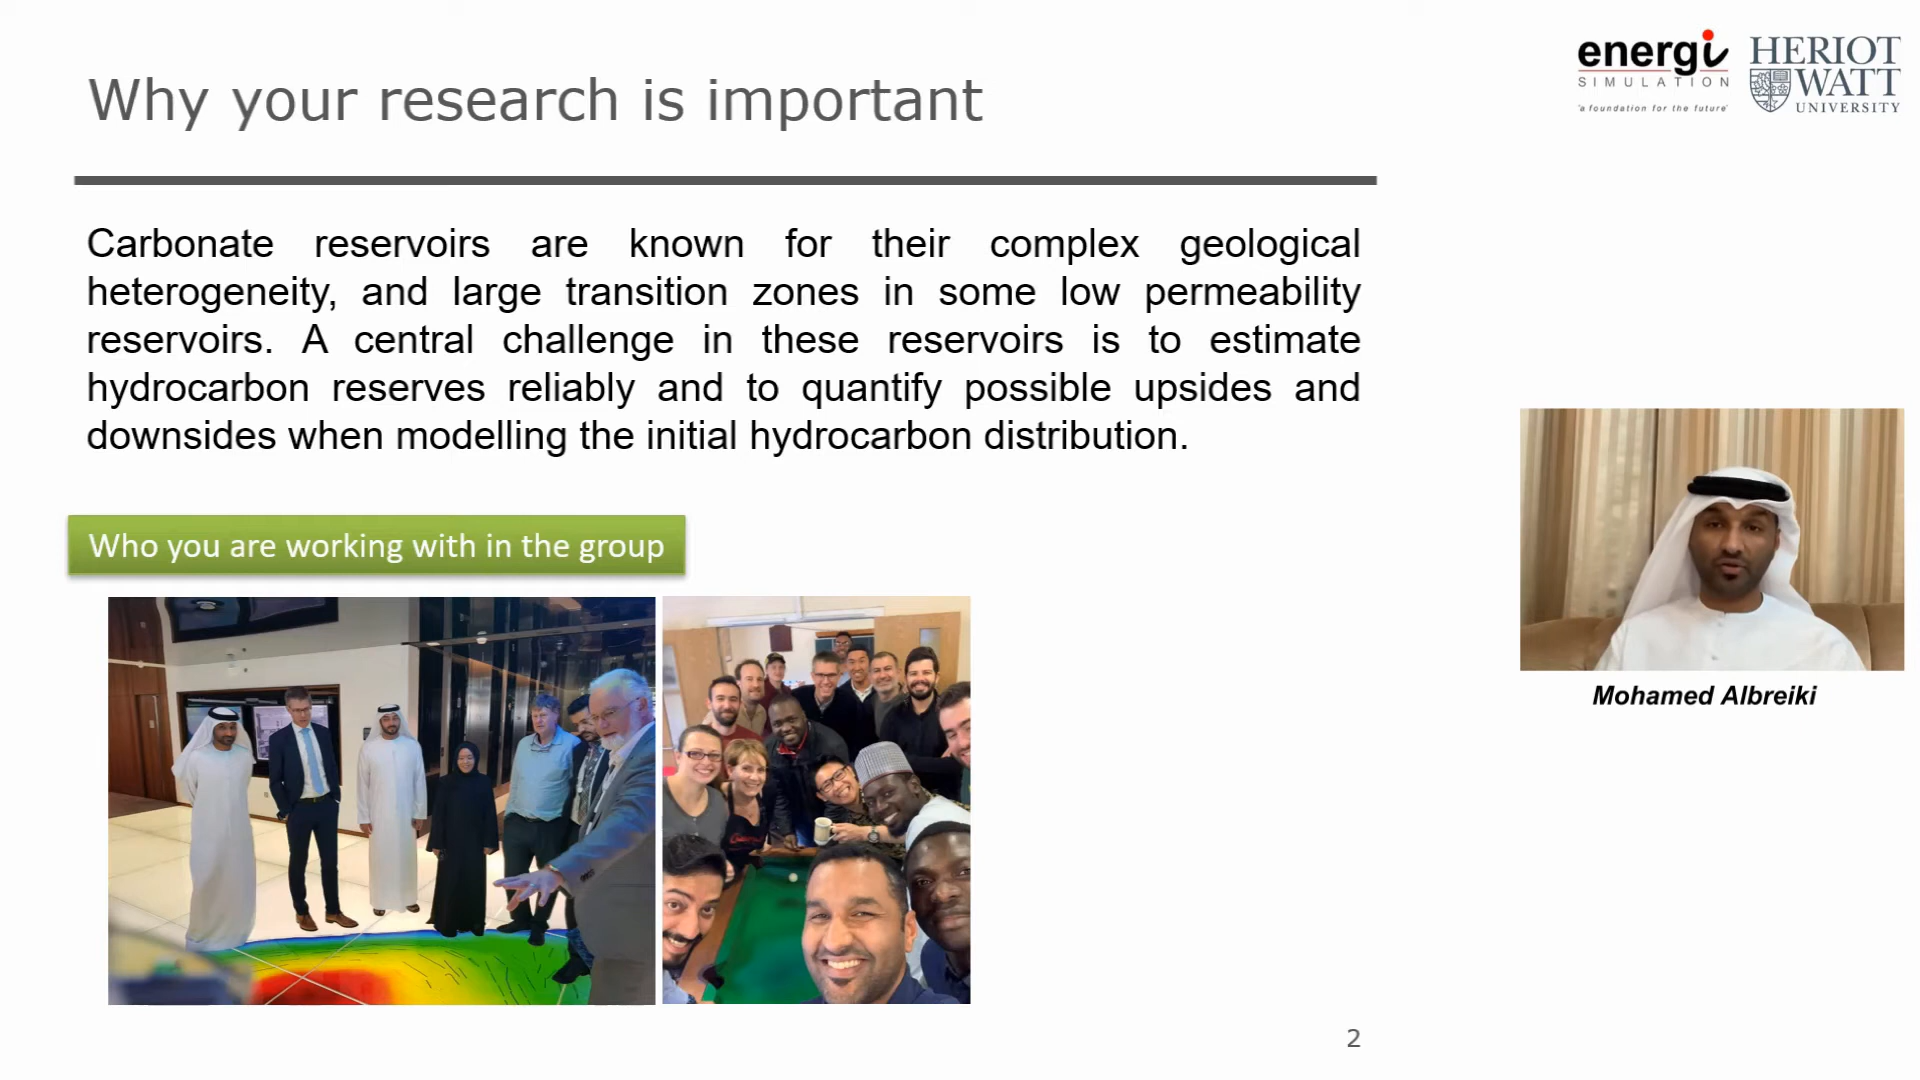 Why your research is important
energi
SIMULATION
'a foundation for the future'
HERIOT
WATT
UNIVERSITY
Carbonate reservoirs are known for their complex geological
heterogeneity, and large transition zones in some low permeability
reservoirs. A central challenge in these reservoirs is to estimate
hydrocarbon reserves reliably and to quantify possible upsides and
downsides when modelling the initial hydrocarbon distribution.
Who you are working with in the group
Mohamed Albreiki
2